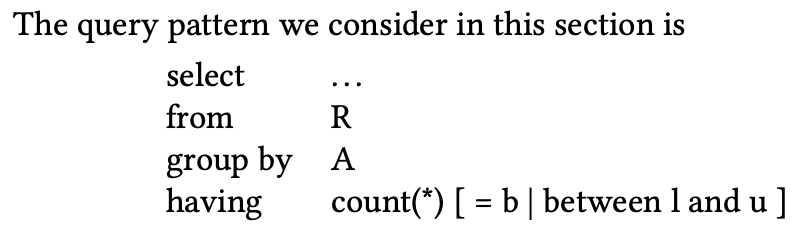 The query pattern we consider in this section is
select ...
from R
group by A
having count(*) [ = b | between l and u ]